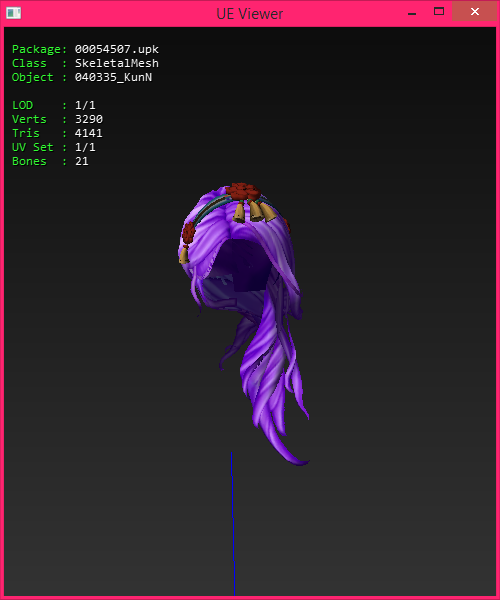 UE Viewer
Package: 00054507.upk
Class : SkeletalMesh
Object : 040335_KunN
LOD : 1/1
Verts : 3290
Tris : 4141
UV Set : 1/1
Bones : 21